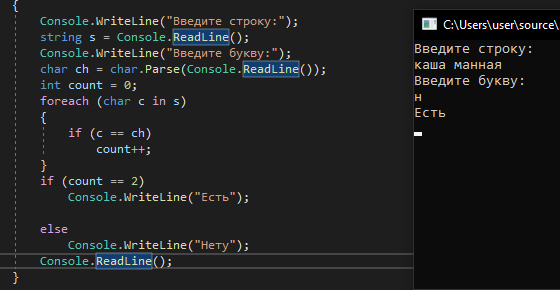 {
Console.WriteLine("Введите строку:");
string s = Console.ReadLine();
Console.WriteLine("Введите букву:");
char ch = char.Parse(Console.ReadLine());
int count = 0;
foreach (char c in s)
{
if (c == ch)
count++;
}
if (count == 2)
Console.WriteLine("Есть");
else
Console.WriteLine("Нету");
Console.ReadLine();
}
C:\Users\user\source\
Введите строку:
каша манная
Введите букву:
н
Есть